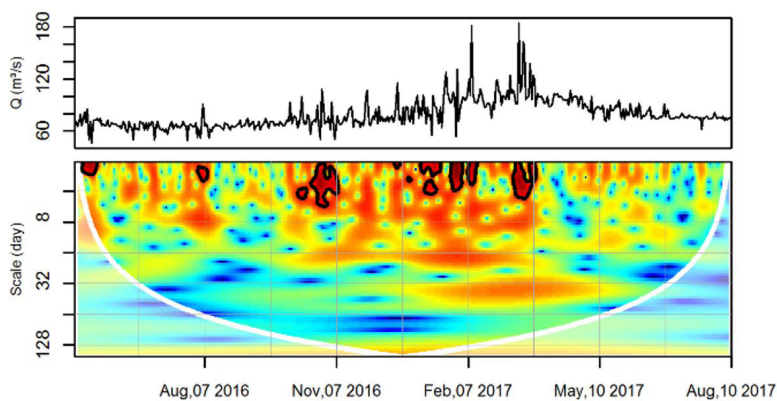 Q (m³/s)
180
120
60
Scale (day)
8
32
128
Aug,07 2016
Nov,07 2016
Feb,07 2017
May,10 2017
Aug,10 2017